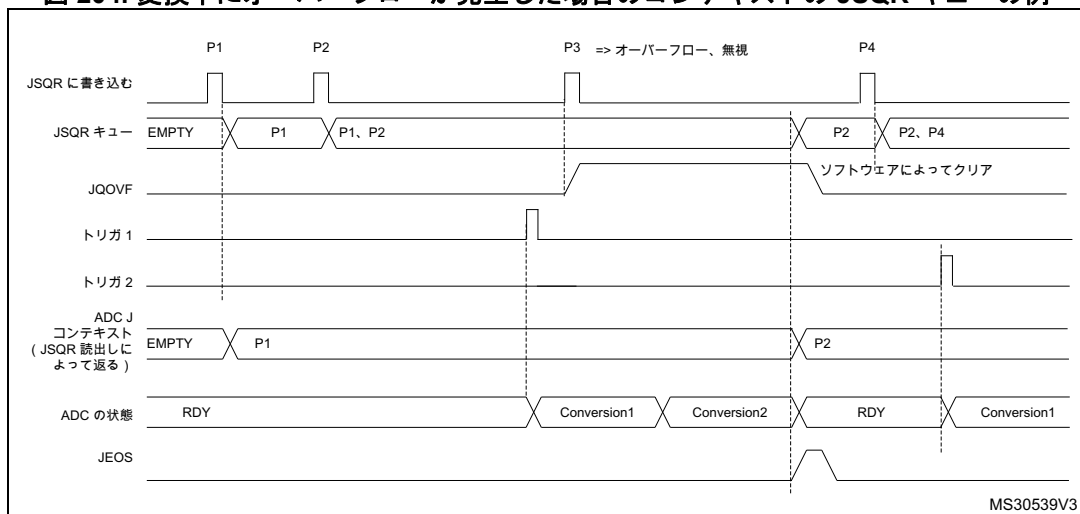 P1 P2 P3 => オーバーフロー、無視 P4
JSQR に書き込む
JSQR キュー EMPTY P1 P1、P2 P2 P2、P4
JQOVF ソフトウェアによってクリア
トリガ 1
トリガ 2
ADC J
コンテキスト
( JSQR 読出しに
よって返る )
EMPTY P1 P2
ADC の状態 RDY Conversion1 Conversion2 RDY Conversion1
JEOS
MS30539V3